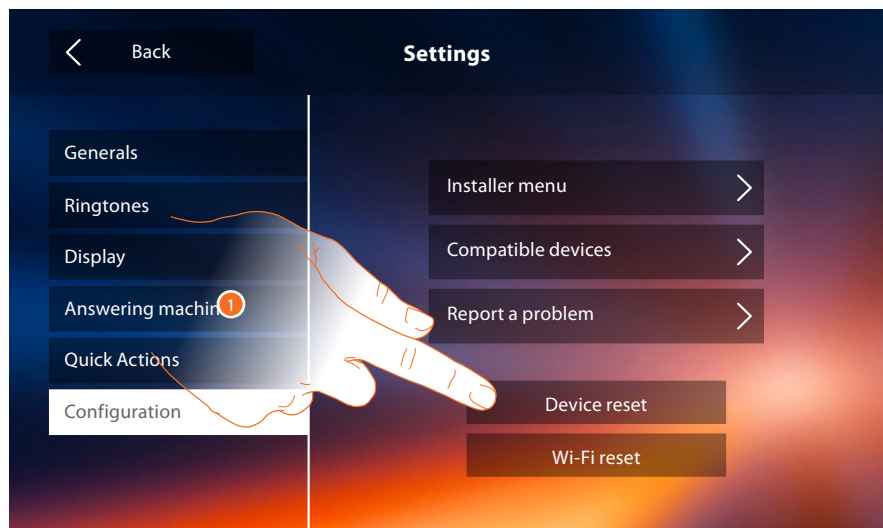 Back
Settings
Generals
Ringtones
Display
Answering machin
1
Quick Actions
Configuration
Installer menu
Compatible devices
Report a problem
Device reset
Wi-Fi reset